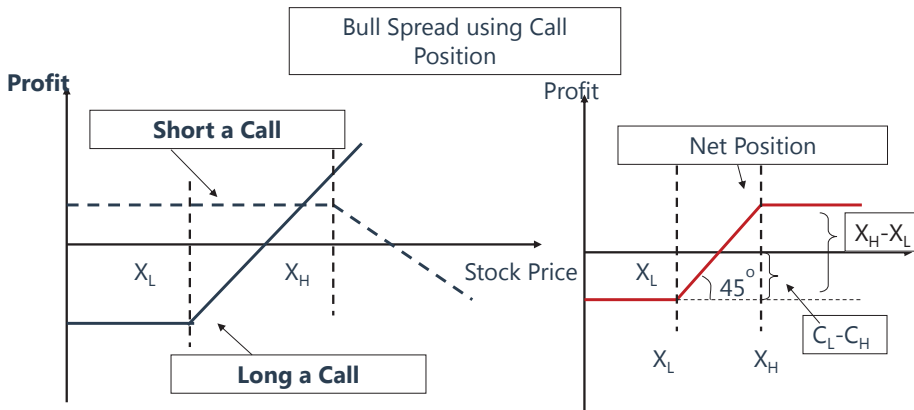 Bull Spread using Call
Position
Profit
Short a Call
X_L
X_H
Stock Price
Long a Call
Profit
Net Position
X_H-X_L
X_L
45°
C_L-C_H
X_L
X_H